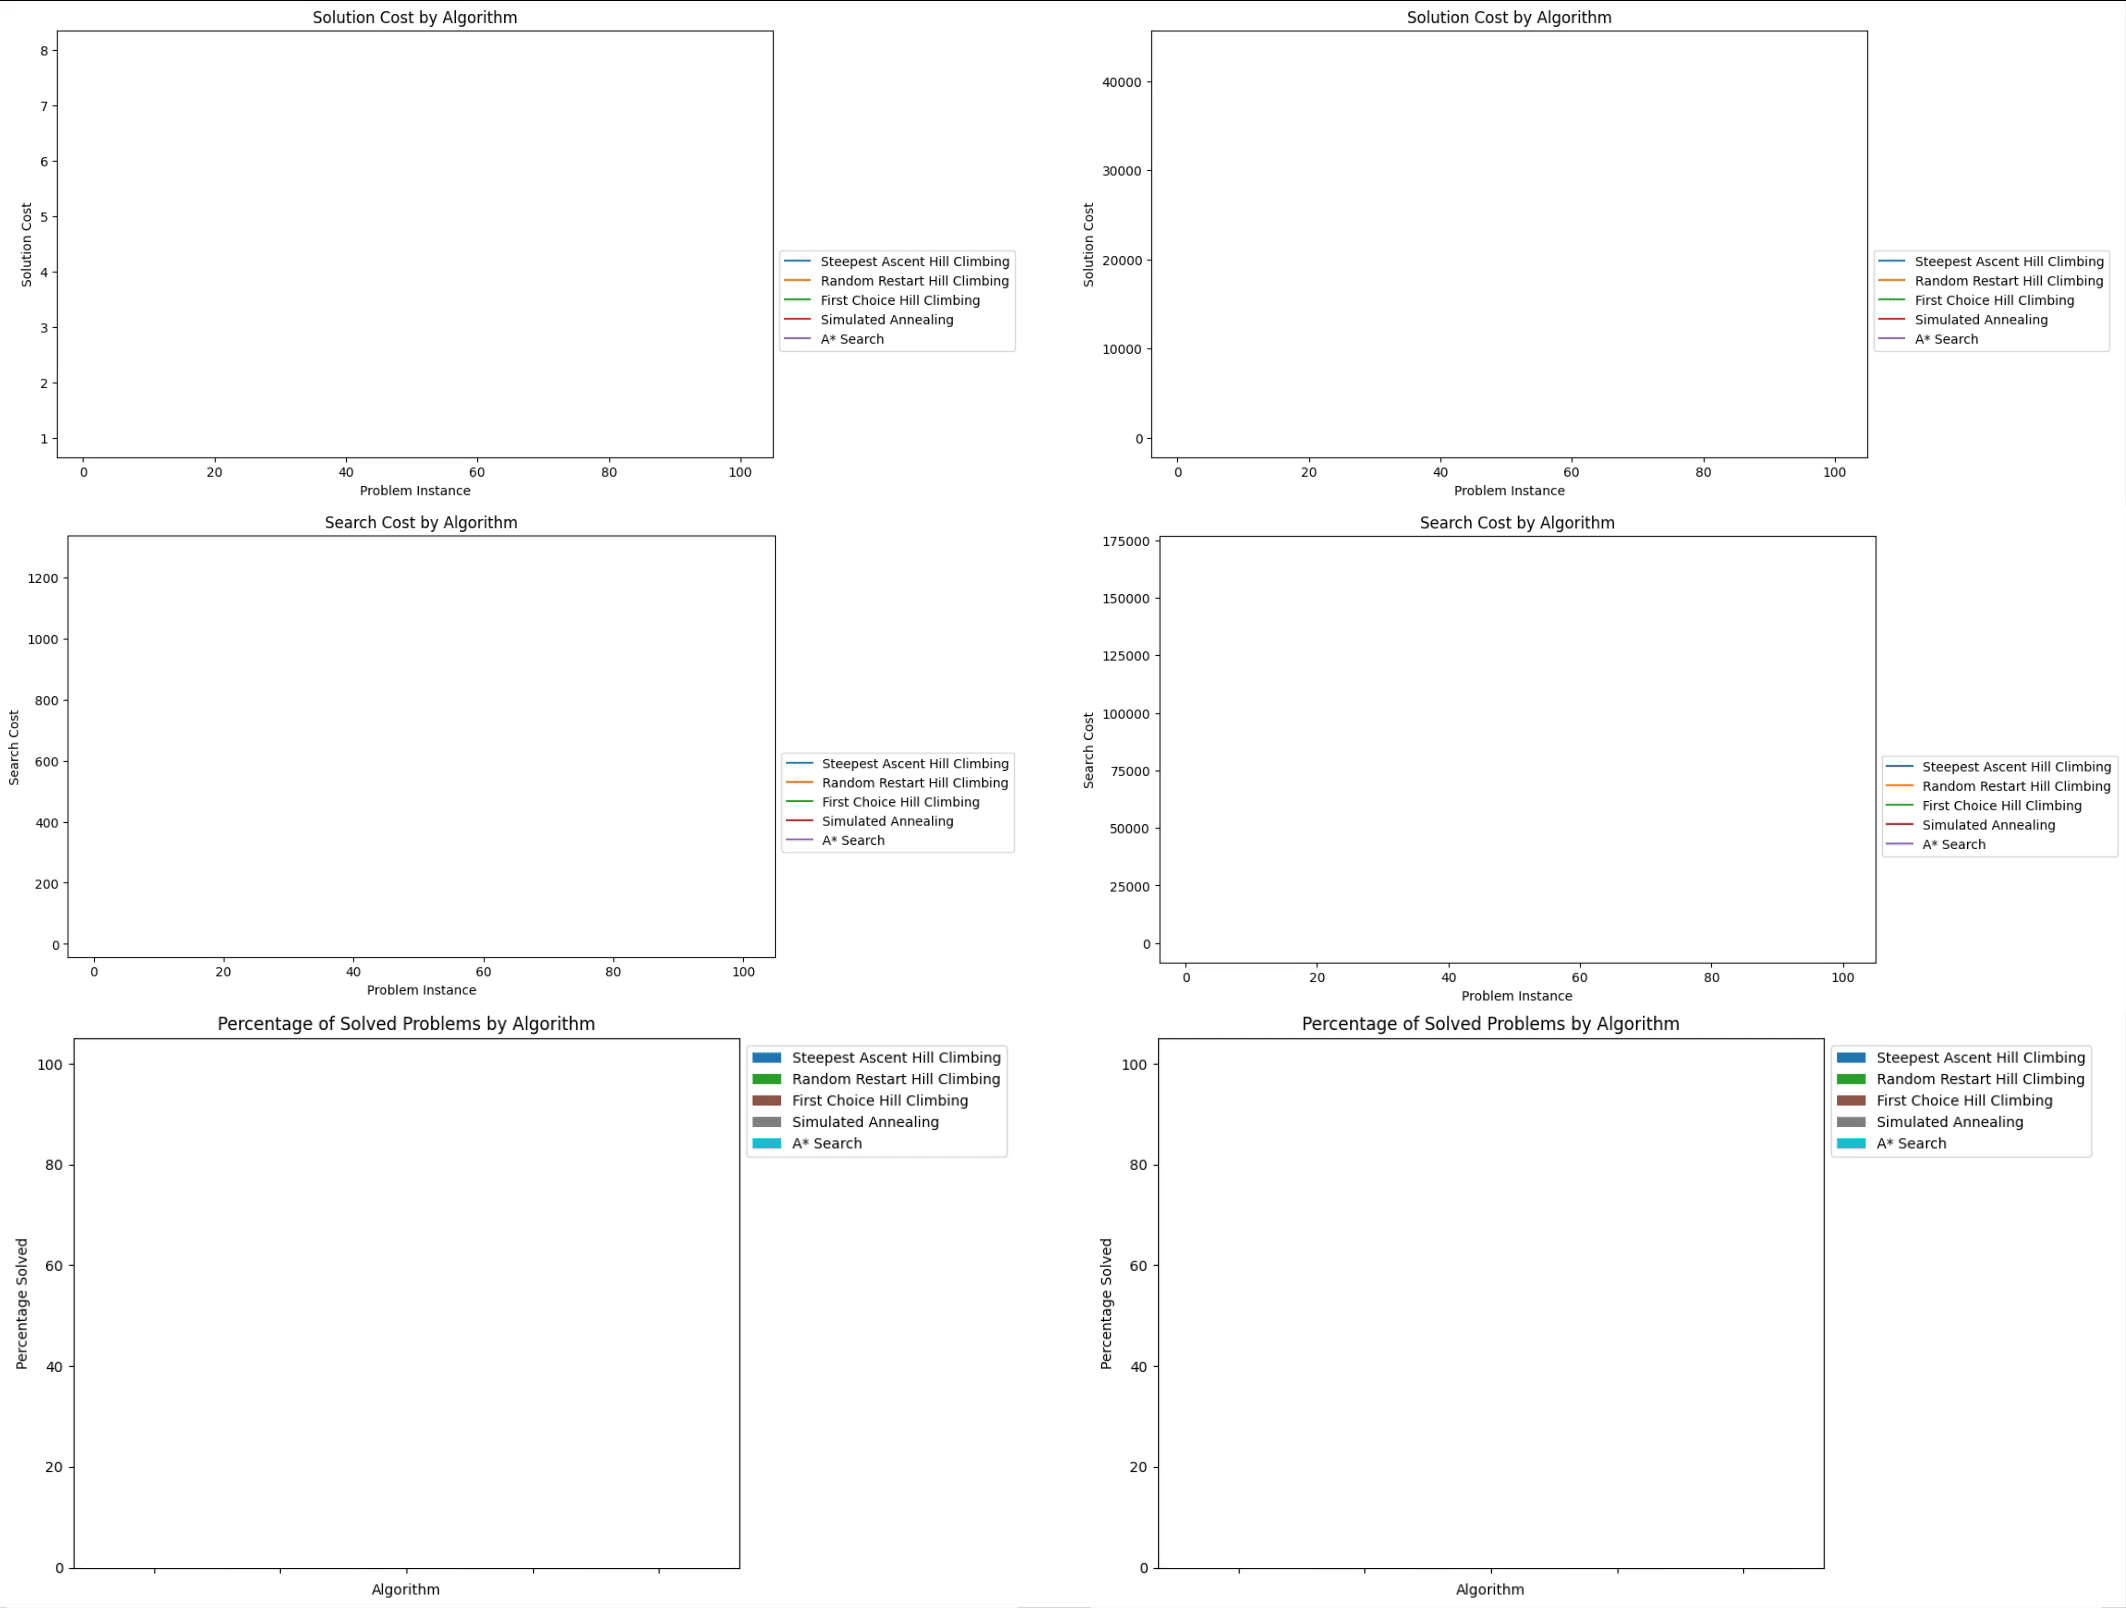 Solution Cost by Algorithm
8
7
6
5
4
3
2
1
Solution Cost
0 20 40 60 80 100
Problem Instance
Steepest Ascent Hill Climbing
Random Restart Hill Climbing
First Choice Hill Climbing
Simulated Annealing
A* Search
Solution Cost by Algorithm
40000
30000
20000
10000
0
Solution Cost
0 20 40 60 80 100
Problem Instance
Steepest Ascent Hill Climbing
Random Restart Hill Climbing
First Choice Hill Climbing
Simulated Annealing
A* Search
Search Cost by Algorithm
1200
1000
800
600
400
200
0
Search Cost
0 20 40 60 80 100
Problem Instance
Steepest Ascent Hill Climbing
Random Restart Hill Climbing
First Choice Hill Climbing
Simulated Annealing
A* Search
Search Cost by Algorithm
175000
150000
125000
100000
75000
50000
25000
0
Search Cost
0 20 40 60 80 100
Problem Instance
Steepest Ascent Hill Climbing
Random Restart Hill Climbing
First Choice Hill Climbing
Simulated Annealing
A* Search
Percentage of Solved Problems by Algorithm
100
80
60
40
20
0
Percentage Solved
Algorithm
Steepest Ascent Hill Climbing
Random Restart Hill Climbing
First Choice Hill Climbing
Simulated Annealing
A* Search
Percentage of Solved Problems by Algorithm
100
80
60
40
20
0
Percentage Solved
Algorithm
Steepest Ascent Hill Climbing
Random Restart Hill Climbing
First Choice Hill Climbing
Simulated Annealing
A* Search